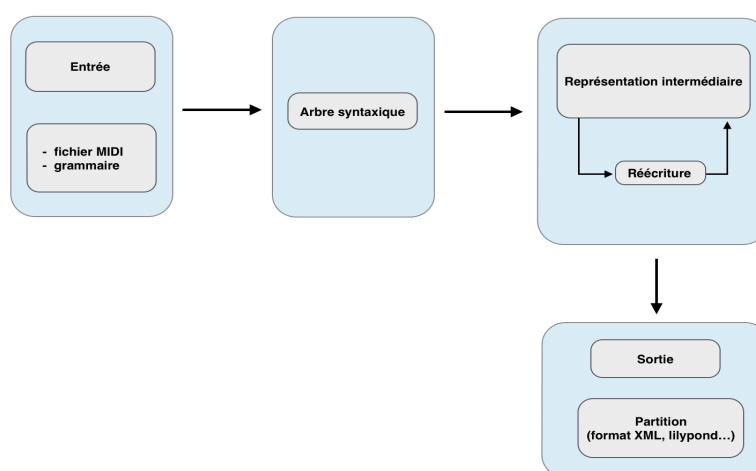 Entrée
- fichier MIDI
- grammaire
Arbre syntaxique
Représentation intermédiaire
Réécriture
Sortie
Partition
(format XML, lilypond…)